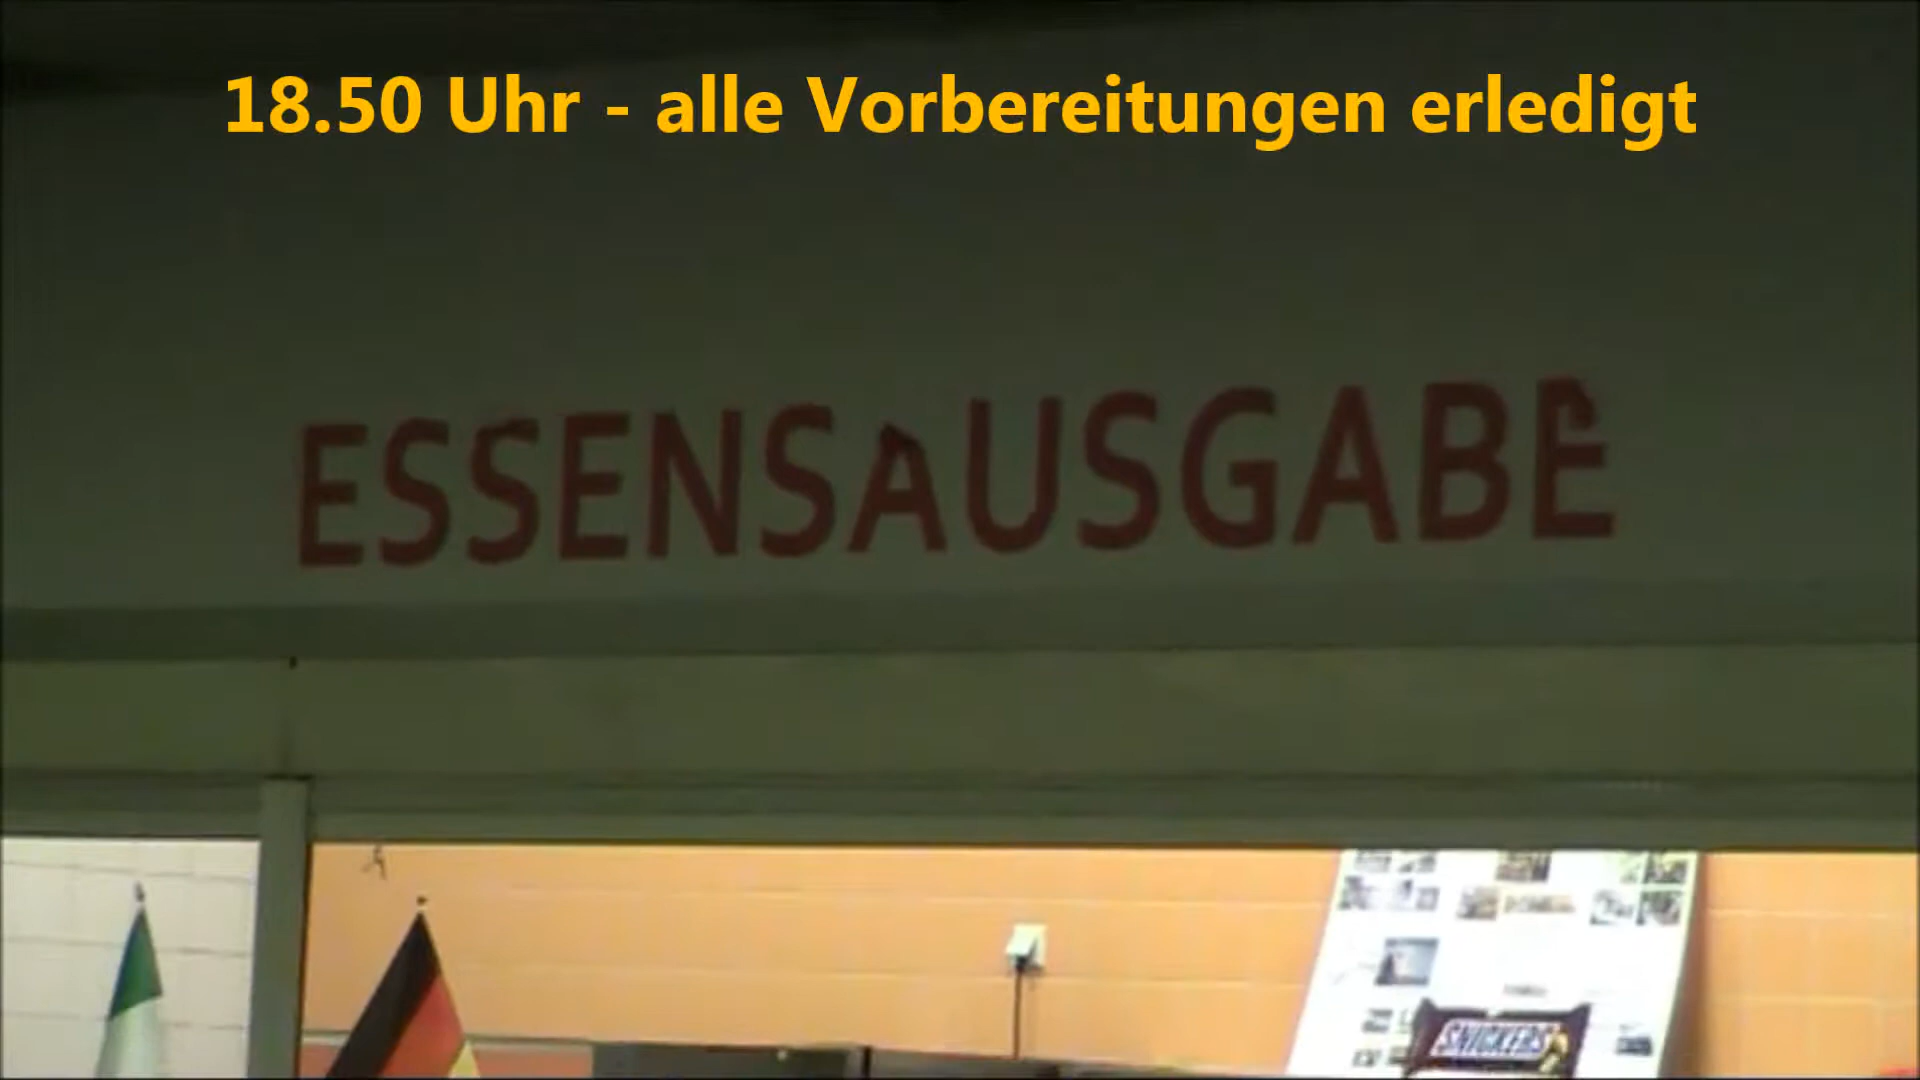 18.50 Uhr - alle Vorbereitungen erledigt
ESSENSAUSGABE
SNICKERS